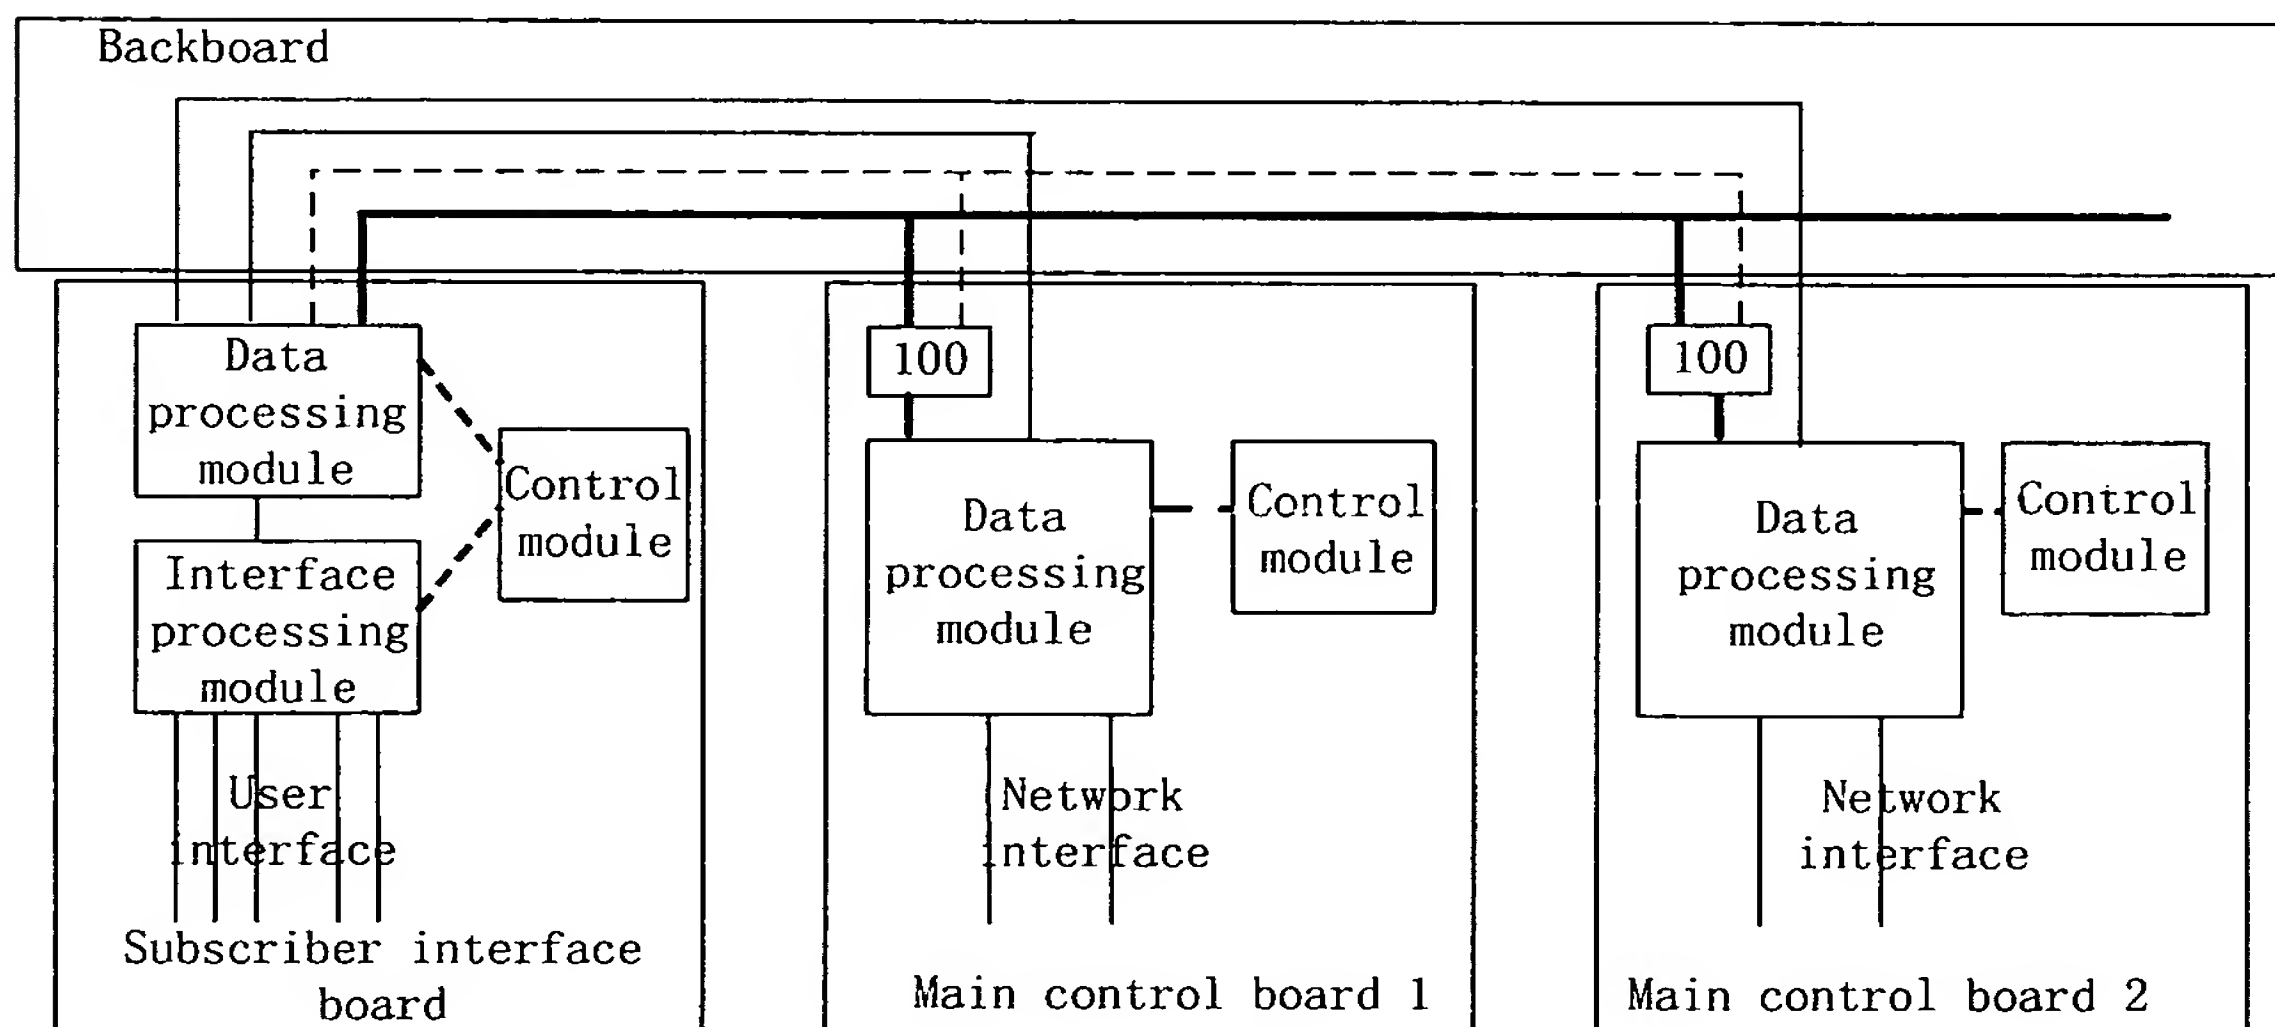 Backboard
Data
processing
module
Control
module
Interface
processing
module
User
interface
Subscriber interface
board
100
Data
processing
module
Control
module
Network
interface
Main control board 1
100
Data
processing
module
Control
module
Network
interface
Main control board 2